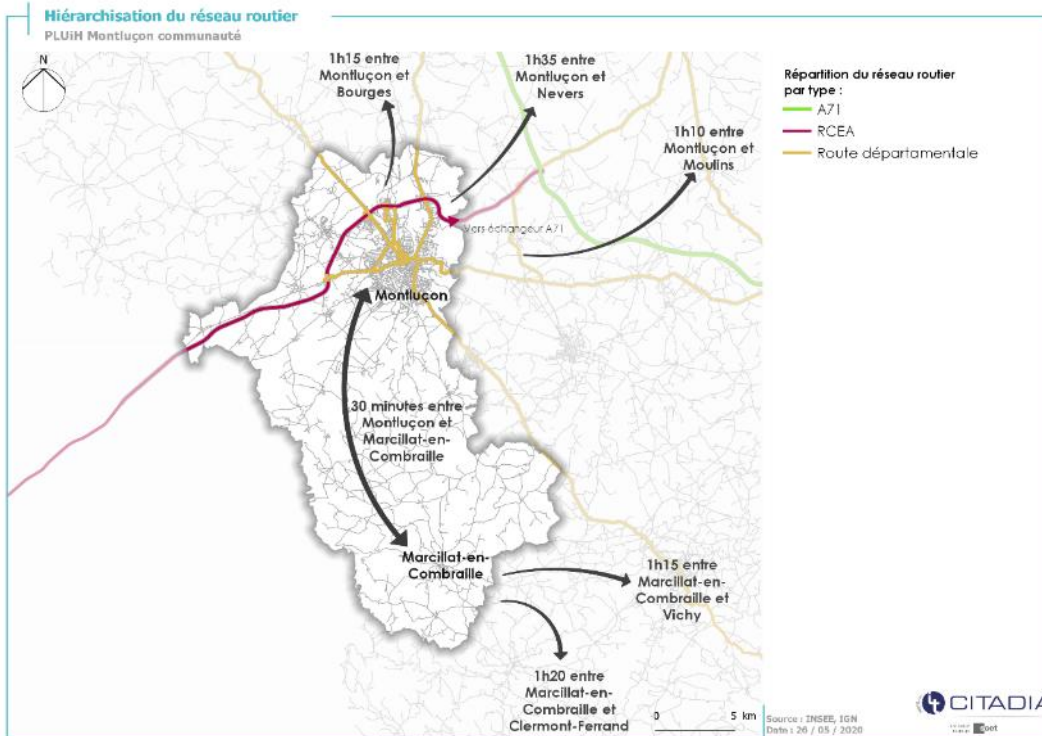 Hiérarchisation du réseau routier
PLUiH Montluçon communauté
N
1h15 entre
Montluçon et
Bourges
1h35 entre
Montluçon et
Nevers
1h10 entre
Montluçon et
Moulins
Répartition du réseau routier
par type :
A71
RCEA
Route départamentale
Vers échangeur A71
Montluçon
30 minutes entre
Montluçon et
Marcillat-en-
Combraille
Marcillat-en-
Combraille
1h15 entre
Marcillat-en-
Combraille et
Vichy
1h20 entre
Marcillat-en-
Combraille et
Clermont-Ferrand
0 5 km
Source : INSEE, IGN
Date : 26 / 05 / 2020
CITADIA